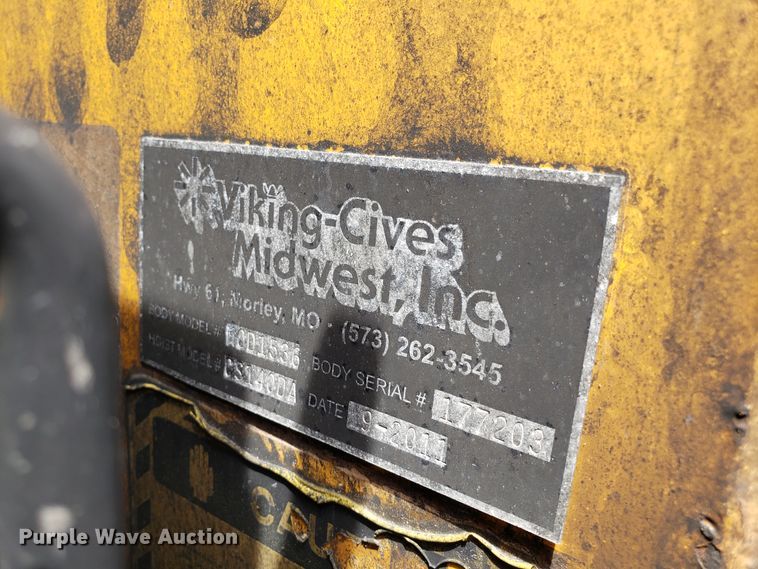 Viking-Cives
Midwest, Inc.
Hwy 61, Morley, MO · (573) 262-3545
BODY MODEL # BODY SERIAL # 177203
HOIST MODEL # CS1400A DATE 9-2011
Purple Wave Auction®